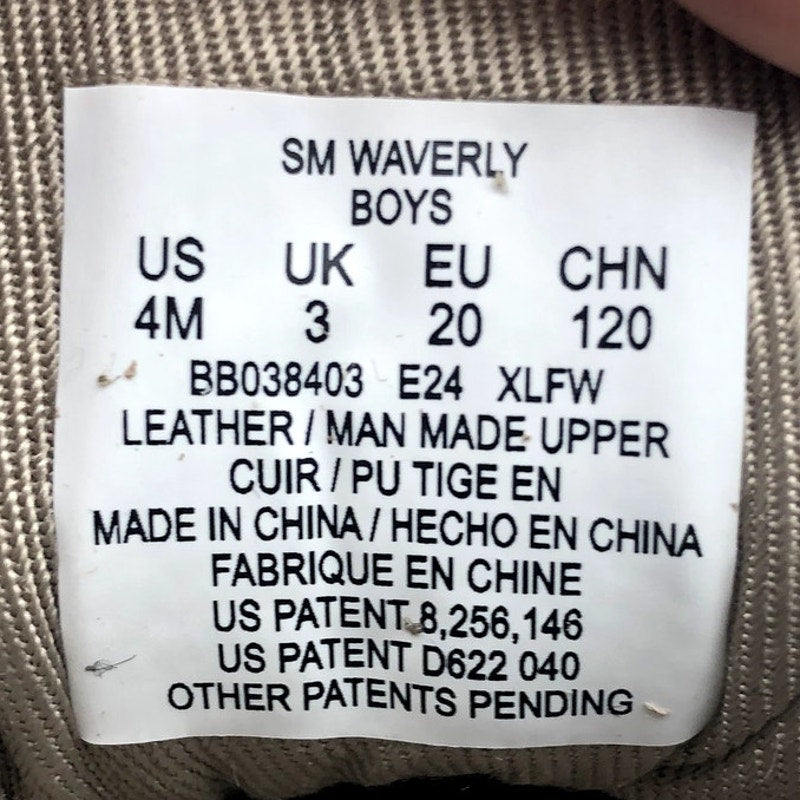 SM WAVERLY
BOYS
US UK EU CHN
4M 3 20 120
BB038403 E24 XLFW
LEATHER / MAN MADE UPPER
CUIR / PU TIGE EN
MADE IN CHINA / HECHO EN CHINA
FABRIQUE EN CHINE
US PATENT 8,256,146
US PATENT D622 040
OTHER PATENTS PENDING